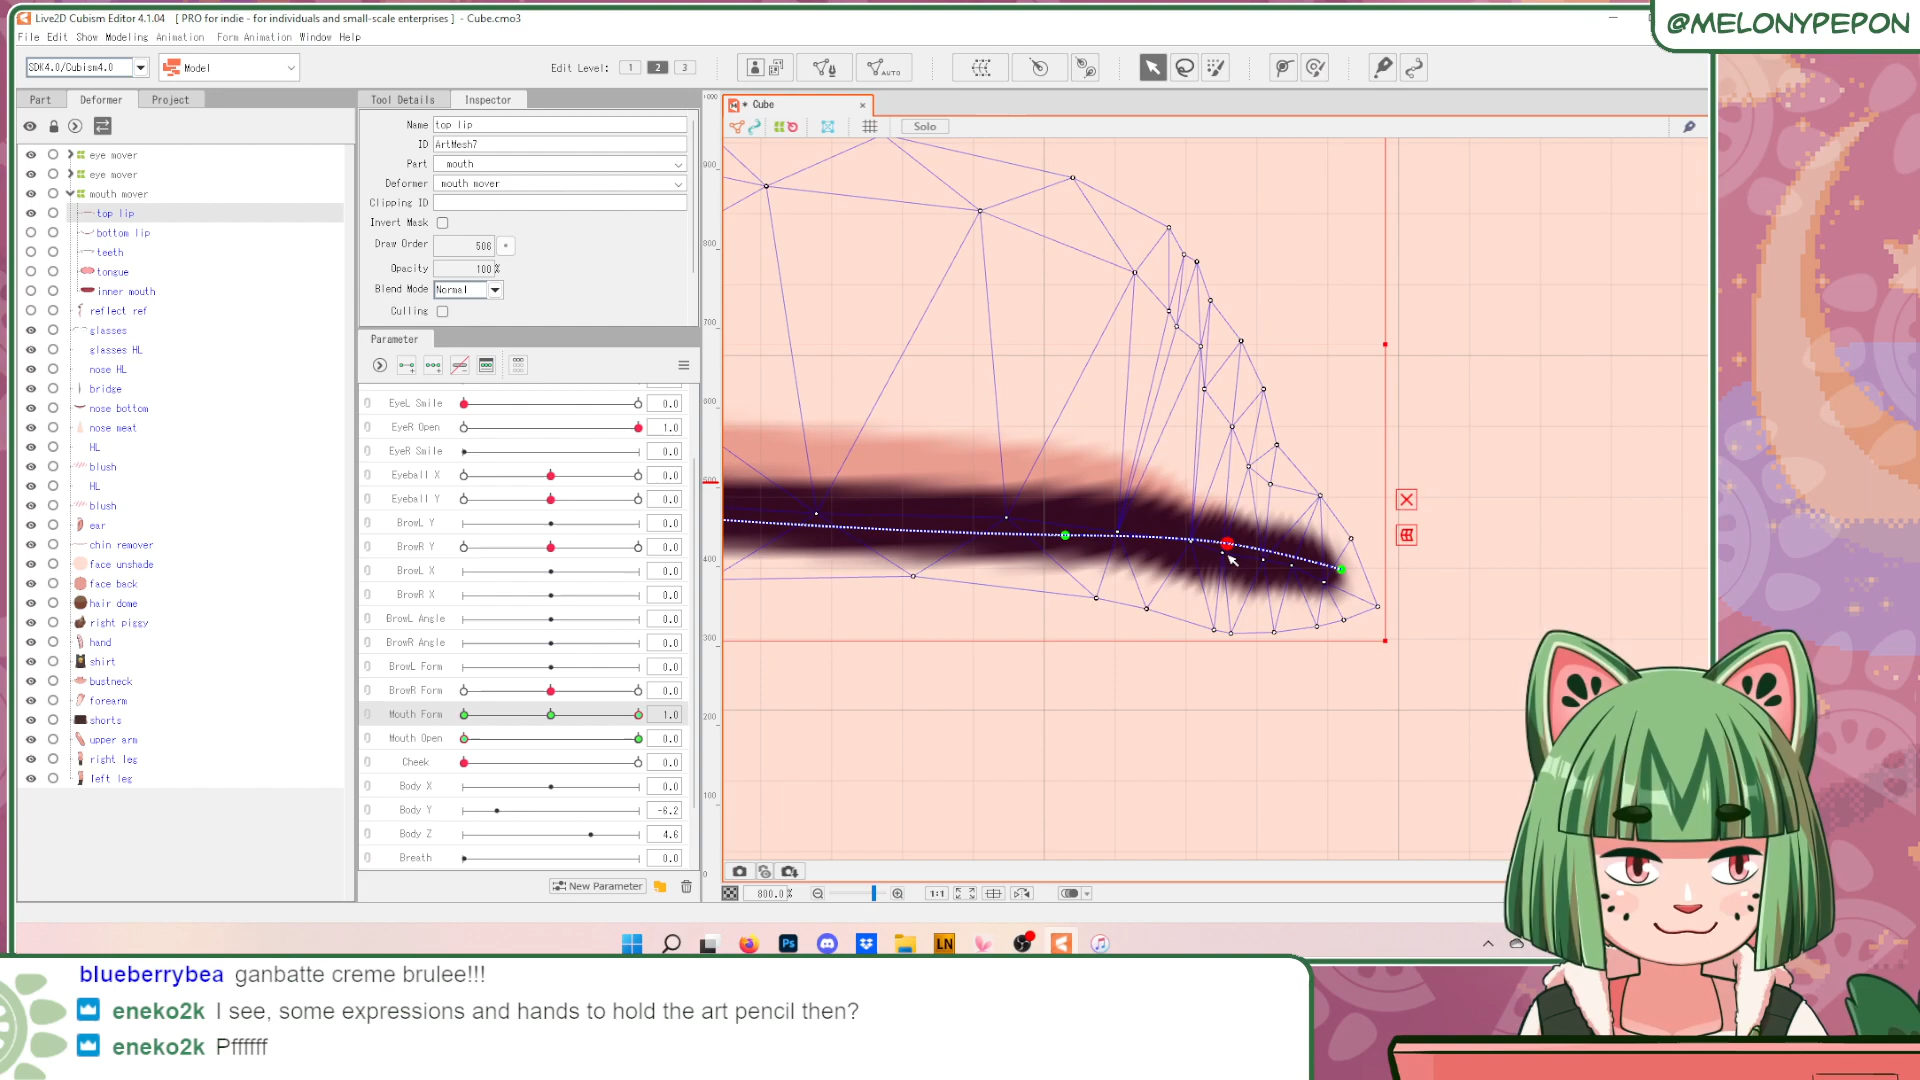 Live2D Cubism Editor 4.1.04 [ PRO for indie - for individuals and small-scale enterprises ] - Cube.cmo3
@MELONYPEPON
File Edit Show Modeling Animation Form Animation Window Help
SDK4.0/Cubism4.0
Model
Edit Level: 1 2 3
AUTO
Part Deformer Project
Tool Details Inspector
* Cube
Solo
eye mover
eye mover
mouth mover
top lip
bottom lip
teeth
tongue
inner mouth
reflect ref
glasses
glasses HL
nose HL
bridge
nose bottom
nose meat
HL
blush
HL
blush
ear
chin remover
face unshade
face back
hair dome
right piggy
hand
shirt
bustneck
forearm
shorts
upper arm
right leg
left leg
Name top lip
ID ArtMesh7
Part mouth
Deformer mouth mover
Clipping ID
Invert Mask
Draw Order 506
Opacity 100 %
Blend Mode Normal
Culling
Parameter
EyeL Smile 0.0
EyeR Open 1.0
EyeR Smile 0.0
Eyeball X 0.0
Eyeball Y 0.0
BrowL Y 0.0
BrowR Y 0.0
BrowL X 0.0
BrowR X 0.0
BrowL Angle 0.0
BrowR Angle 0.0
BrowL Form 0.0
BrowR Form 0.0
Mouth Form 1.0
Mouth Open 0.0
Cheek 0.0
Body X 0.0
Body Y -6.2
Body Z 4.6
Breath 0.0
New Parameter
800.0 %
1:1
Ps
LN
blueberrybea ganbatte creme brulee!!!
eneko2k I see, some expressions and hands to hold the art pencil then?
eneko2k Pffffff